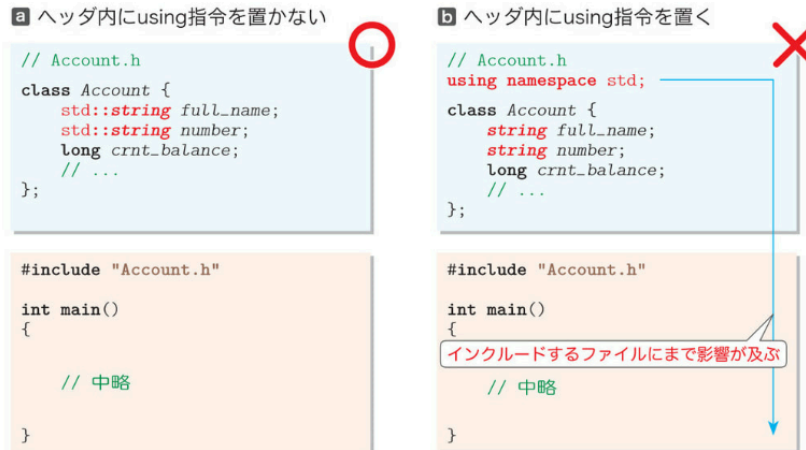 a ヘッダ内にusing指令を置かない
// Account.h
class Account {
std::string full_name;
std::string number;
long crnt_balance;
// ...
};
#include "Account.h"
int main()
{
// 中略
}
b ヘッダ内にusing指令を置く
// Account.h
using namespace std;
class Account {
string full_name;
string number;
long crnt_balance;
// ...
};
#include "Account.h"
int main()
{
インクルードするファイルにまで影響が及ぶ
// 中略
}